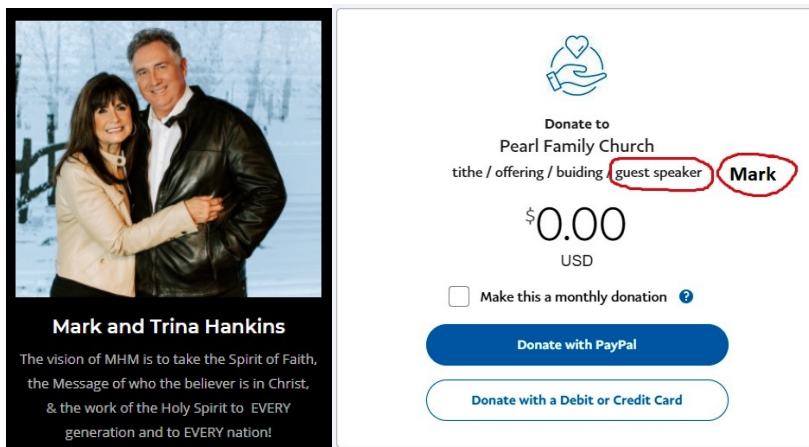 Mark and Trina Hankins
The vision of MHM is to take the Spirit of Faith,
the Message of who the believer is in Christ,
& the work of the Holy Spirit to EVERY
generation and to EVERY nation!
Donate to
Pearl Family Church
tithe / offering / buiding / guest speaker Mark
$0.00
USD
Make this a monthly donation ?
Donate with PayPal
Donate with a Debit or Credit Card